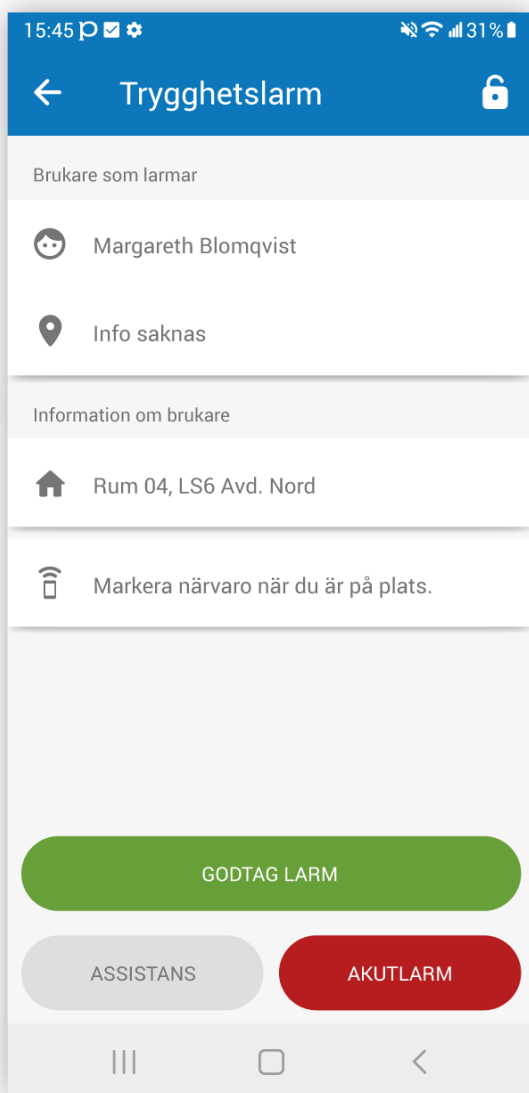 15:45 31%
Trygghetslarm
Brukare som larmar
Margareth Blomqvist
Info saknas
Information om brukare
Rum 04, LS6 Avd. Nord
Markera närvaro när du är på plats.
GODTAG LARM
ASSISTANS AKUTLARM